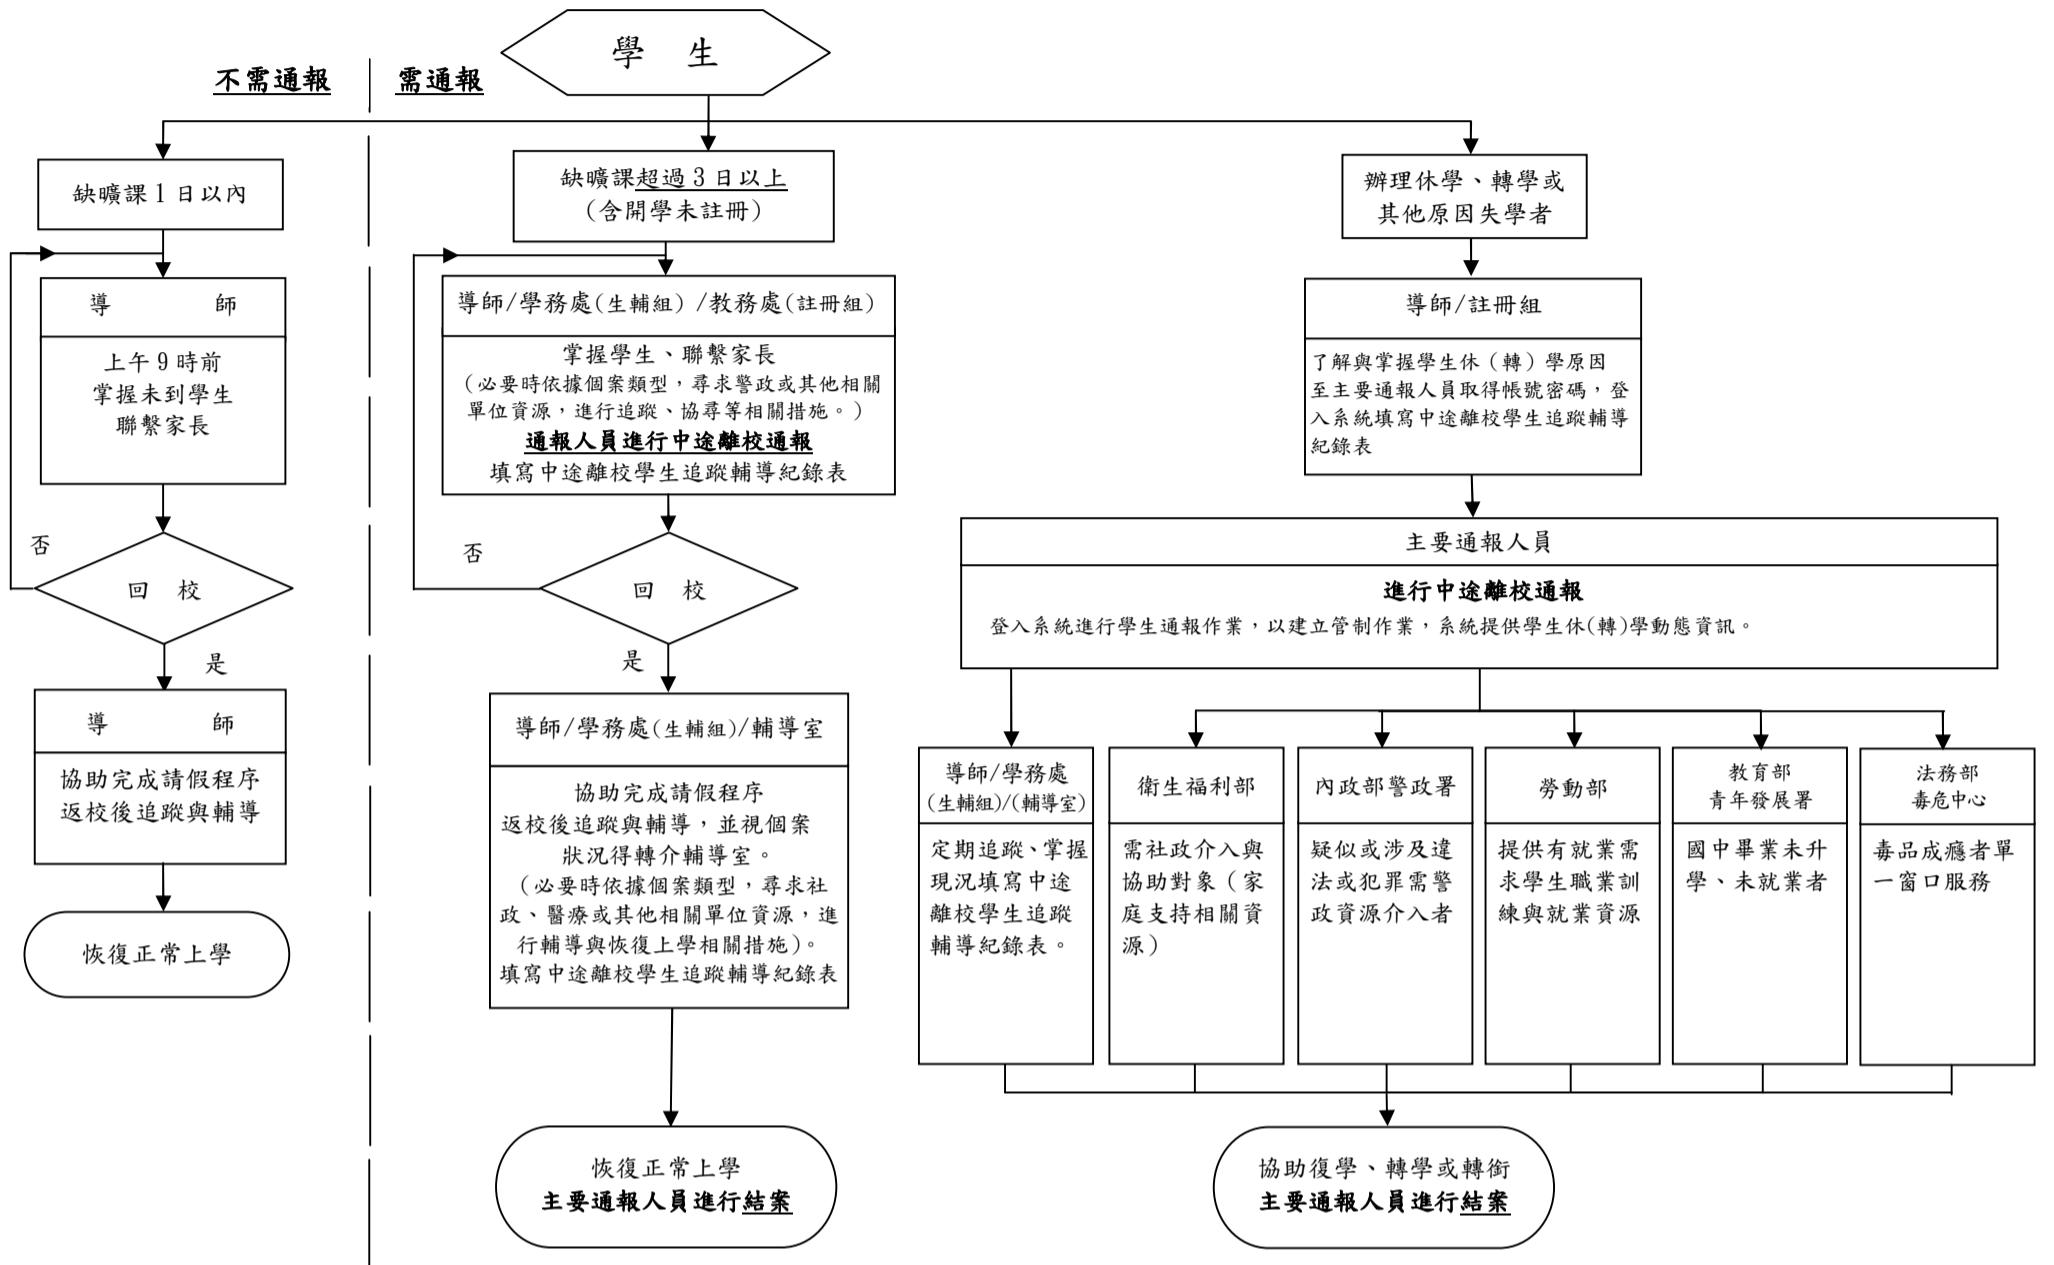 學 生
不需通報
需通報
缺曠課 1 日以內
導 師
上午 9 時前
掌握未到學生
聯繫家長
否
回 校
是
導 師
協助完成請假程序
返校後追蹤與輔導
恢復正常上學
缺曠課超過 3 日以上
（含開學未註冊）
導師/學務處(生輔組) /教務處(註冊組)
掌握學生、聯繫家長
（必要時依據個案類型，尋求警政或其他相關
單位資源，進行追蹤、協尋等相關措施。）
通報人員進行中途離校通報
填寫中途離校學生追蹤輔導紀錄表
否
回 校
是
導師/學務處(生輔組)/輔導室
協助完成請假程序
返校後追蹤與輔導，並視個案
狀況得轉介輔導室。
（必要時依據個案類型，尋求社
政、醫療或其他相關單位資源，進
行輔導與恢復上學相關措施)。
填寫中途離校學生追蹤輔導紀錄表
恢復正常上學
主要通報人員進行結案
辦理休學、轉學或
其他原因失學者
導師/註冊組
了解與掌握學生休（轉）學原因
至主要通報人員取得帳號密碼，登
入系統填寫中途離校學生追蹤輔導
紀錄表
主要通報人員
進行中途離校通報
登入系統進行學生通報作業，以建立管制作業，系統提供學生休(轉)學動態資訊。
導師/學務處
(生輔組)/(輔導室)
定期追蹤、掌握
現況填寫中途
離校學生追蹤
輔導紀錄表。
衛生福利部
需社政介入與
協助對象（家
庭支持相關資
源）
內政部警政署
疑似或涉及違
法或犯罪需警
政資源介入者
勞動部
提供有就業需
求學生職業訓
練與就業資源
教育部
青年發展署
國中畢業未升
學、未就業者
法務部
毒危中心
毒品成癮者單
一窗口服務
協助復學、轉學或轉銜
主要通報人員進行結案